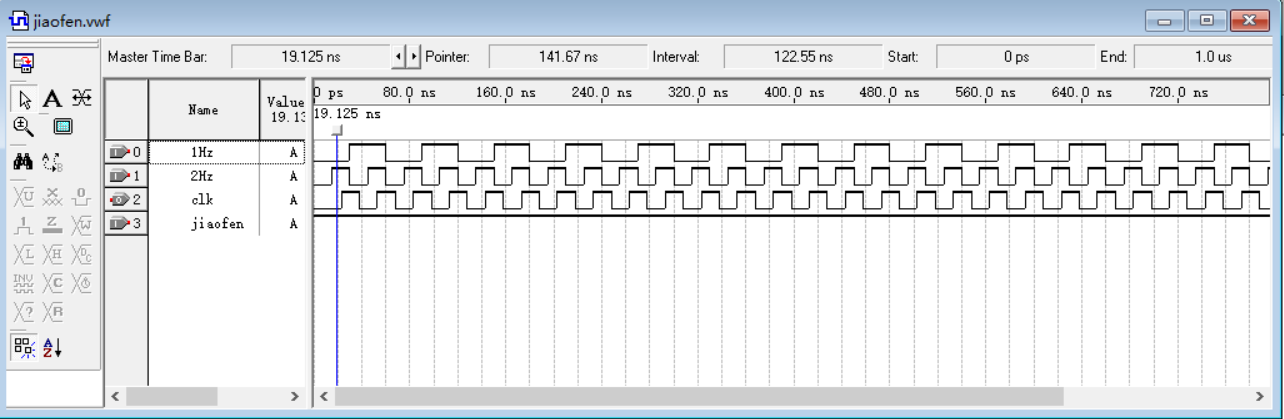 jiaofen.vwf
Master Time Bar: 19.125 ns Pointer: 141.67 ns Interval: 122.55 ns Start: 0 ps End: 1.0 us
Name Value 19.13
0 ps 80.0 ns 160.0 ns 240.0 ns 320.0 ns 400.0 ns 480.0 ns 560.0 ns 640.0 ns 720.0 ns
19.125 ns
0 1Hz A
1 2Hz A
2 clk A
3 jiaofen A